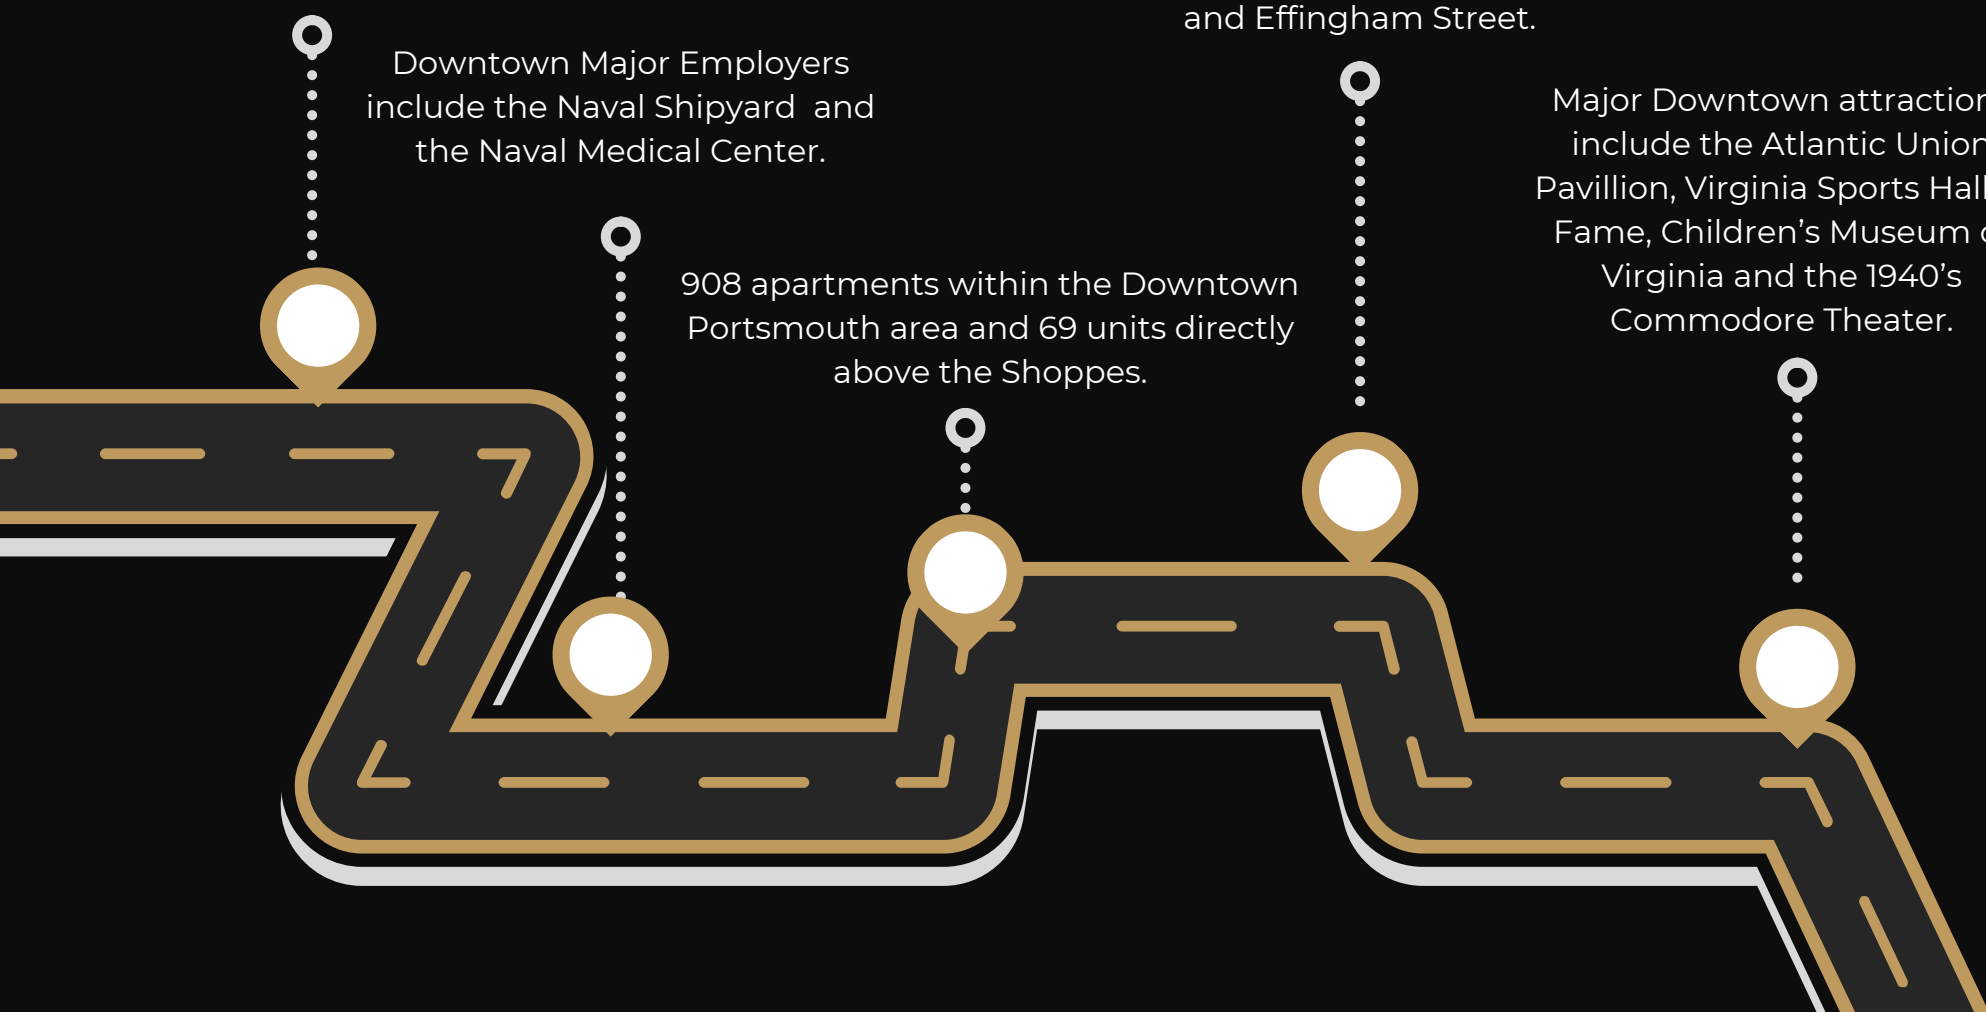 and Effingham Street.
Downtown Major Employers
include the Naval Shipyard and
the Naval Medical Center.
908 apartments within the Downtown
Portsmouth area and 69 units directly
above the Shoppes.
Major Downtown
include the Atlantic Union
Pavillion, Virginia Sports Hall
Fame, Children’s Museum
Virginia and the 1940’s
Commodore Theater.